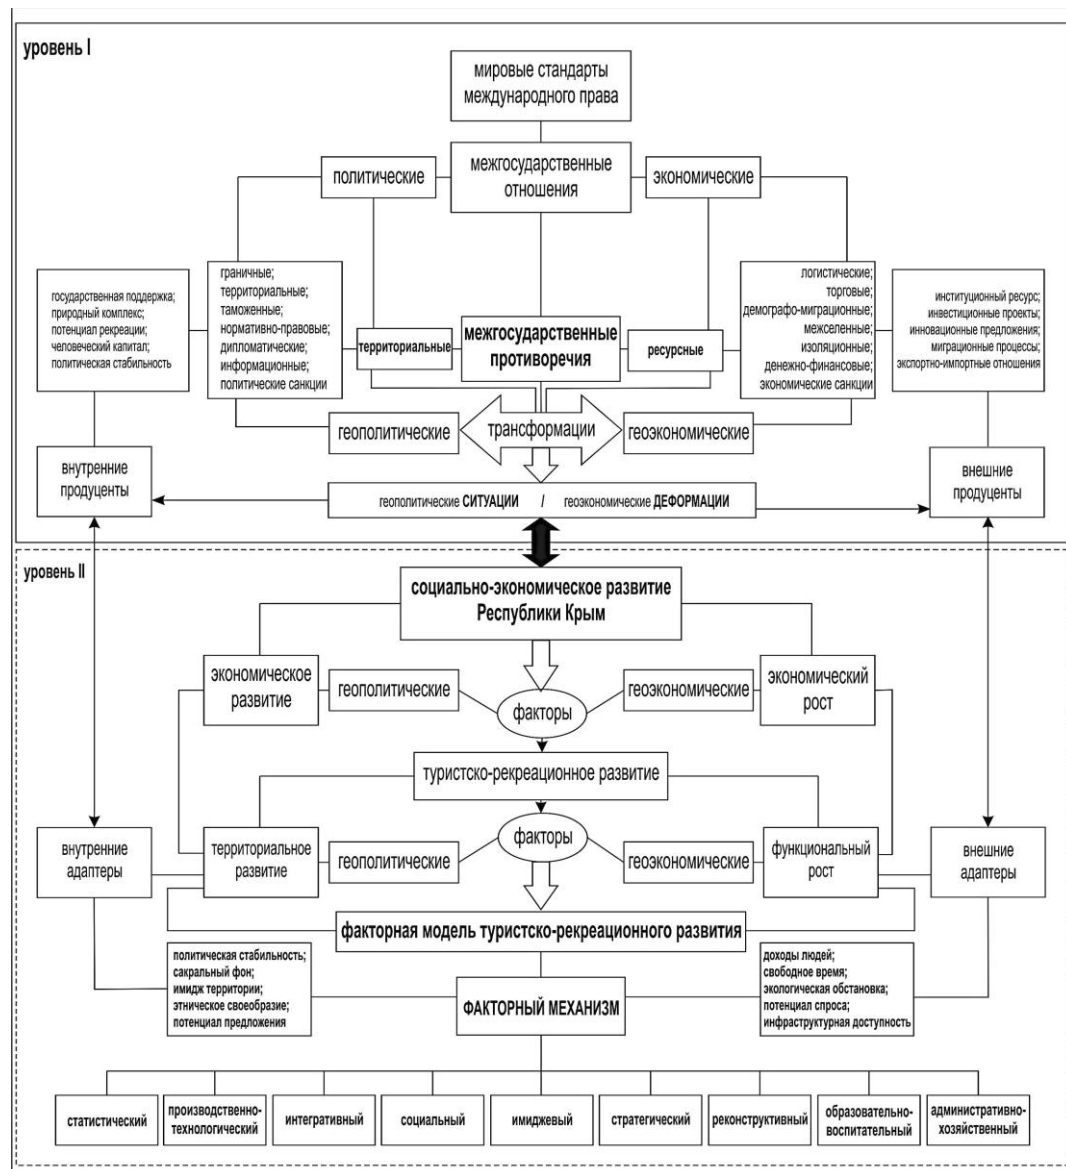 уровень I
мировые стандарты
международного права
межгосударственные
отношения
политические
экономические
государственная поддержка;
природный комплекс;
потенциал рекреации;
человеческий капитал;
политическая стабильность
граничные;
территориальные;
таможенные;
нормативно-правовые;
дипломатические;
информационные;
политические санкции
территориальные
межгосударственные
противоречия
ресурсные
логистические;
торговые;
демографо-миграционные;
межселенные;
изоляционные;
денежно-финансовые;
экономические санкции
институционный ресурс;
инвестиционные проекты;
инновационные предложения;
миграционные процессы;
экспортно-импортные отношения
геополитические
трансформации
геоэкономические
внутренние
продуценты
внешние
продуценты
геополитические СИТУАЦИИ / геоэкономические ДЕФОРМАЦИИ
уровень II
социально-экономическое развитие
Республики Крым
экономическое
развитие
геополитические
факторы
геоэкономические
экономический
рост
туристско-рекреационное развитие
внутренние
адаптеры
территориальное
развитие
геополитические
факторы
геоэкономические
функциональный
рост
внешние
адаптеры
факторная модель туристско-рекреационного развития
политическая стабильность;
сакральный фон;
имидж территории;
этническое своеобразие;
потенциал предложения
ФАКТОРНЫЙ МЕХАНИЗМ
доходы людей;
свободное время;
экологическая обстановка;
потенциал спроса;
инфраструктурная доступность
статистический
производственно-
технологический
интегративный
социальный
имиджевый
стратегический
реконструктивный
образовательно-
воспитательный
административно-
хозяйственный